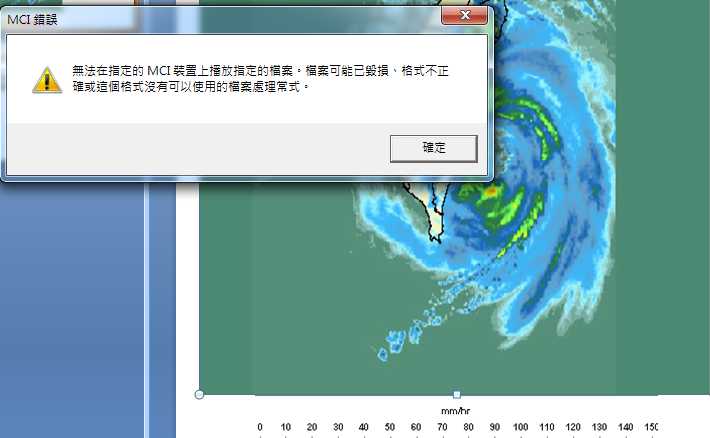 MCI 錯誤
無法在指定的 MCI 裝置上播放指定的檔案。檔案可能已毀損、格式不正
確或這個格式沒有可以使用的檔案處理常式。
確定
mm/hr
0 10 20 30 40 50 60 70 80 90 100 110 120 130 140 150